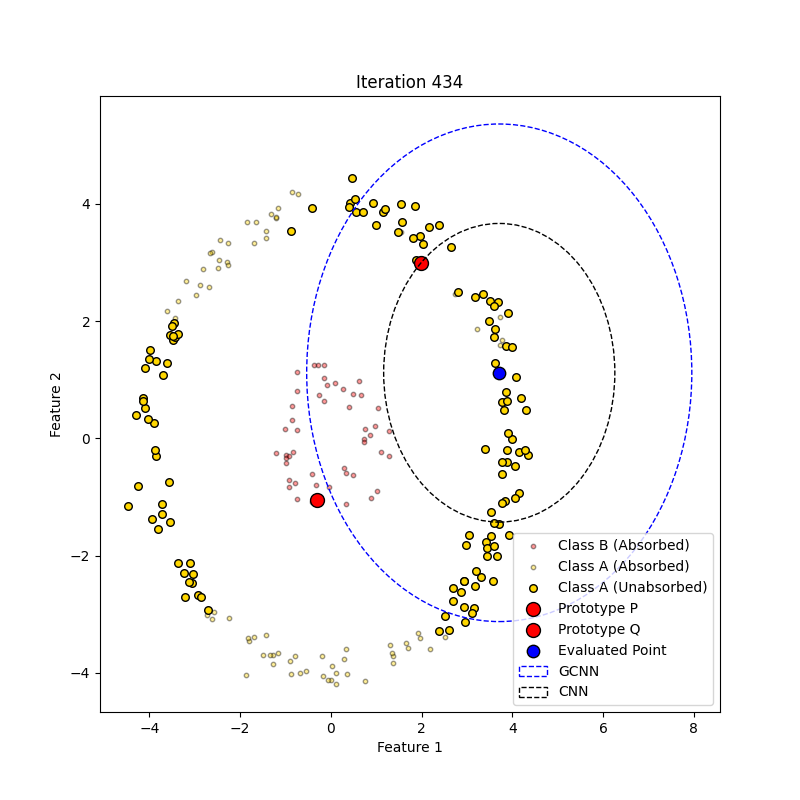 Iteration 434
Feature 2
4
2
0
−2
−4
−4
−2
0
2
4
6
8
Feature 1
Class B (Absorbed)
Class A (Absorbed)
Class A (Unabsorbed)
Prototype P
Prototype Q
Evaluated Point
GCNN
CNN